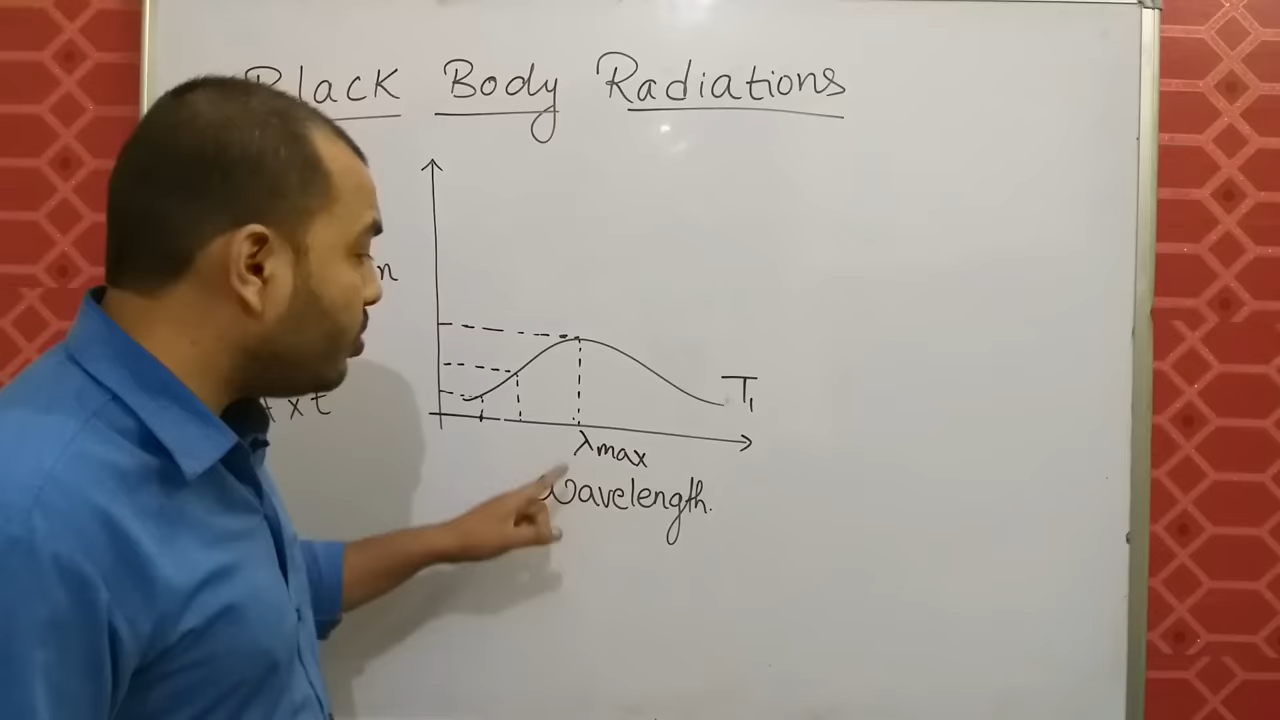 Black Body Radiations
T₁
λmax
wavelength.